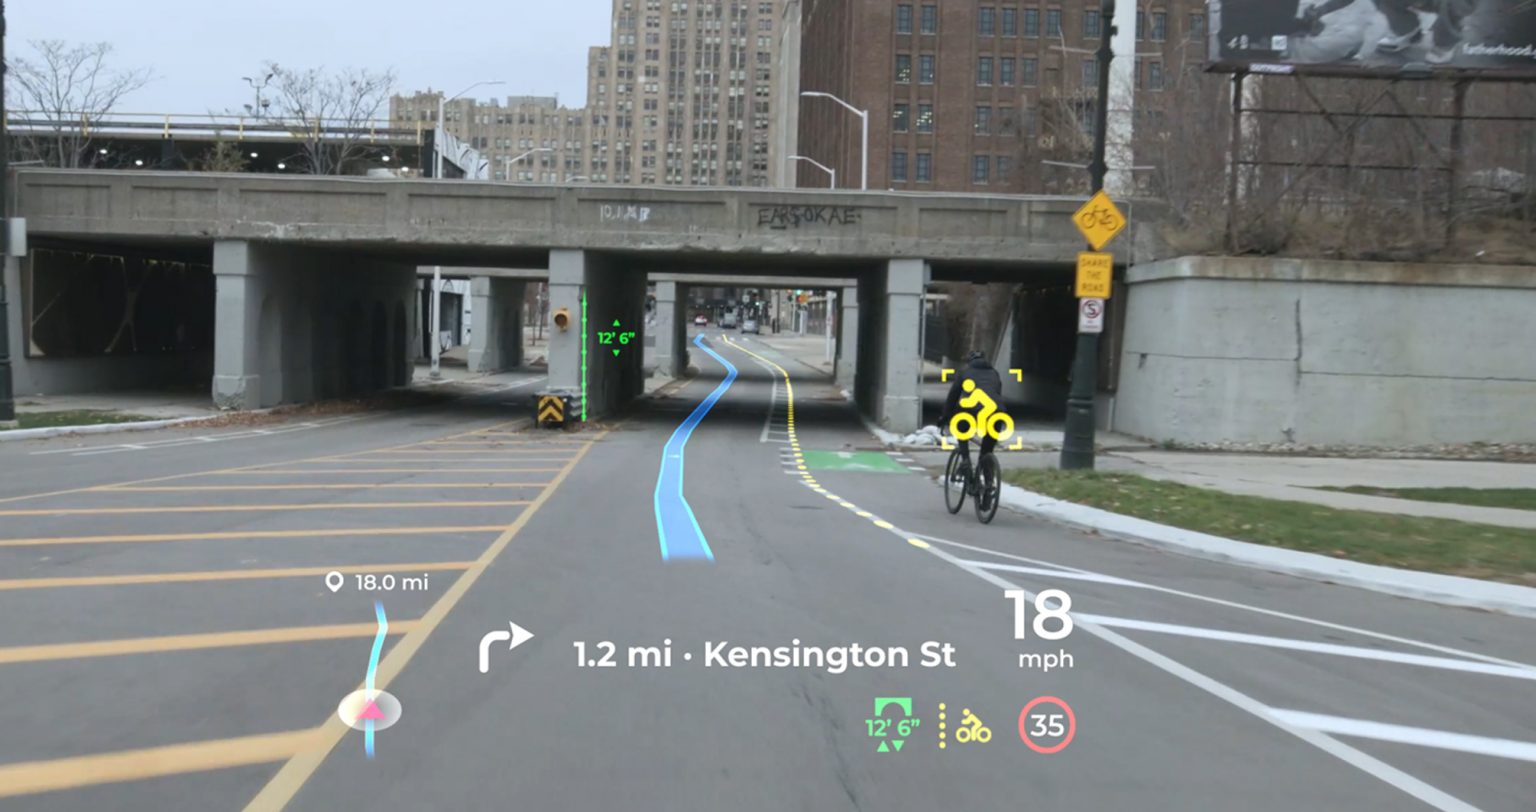 fatherhood.
EARSOKAE
SHARE
THE
ROAD
12' 6"
18.0 mi
1.2 mi · Kensington St
18
mph
12' 6"
35